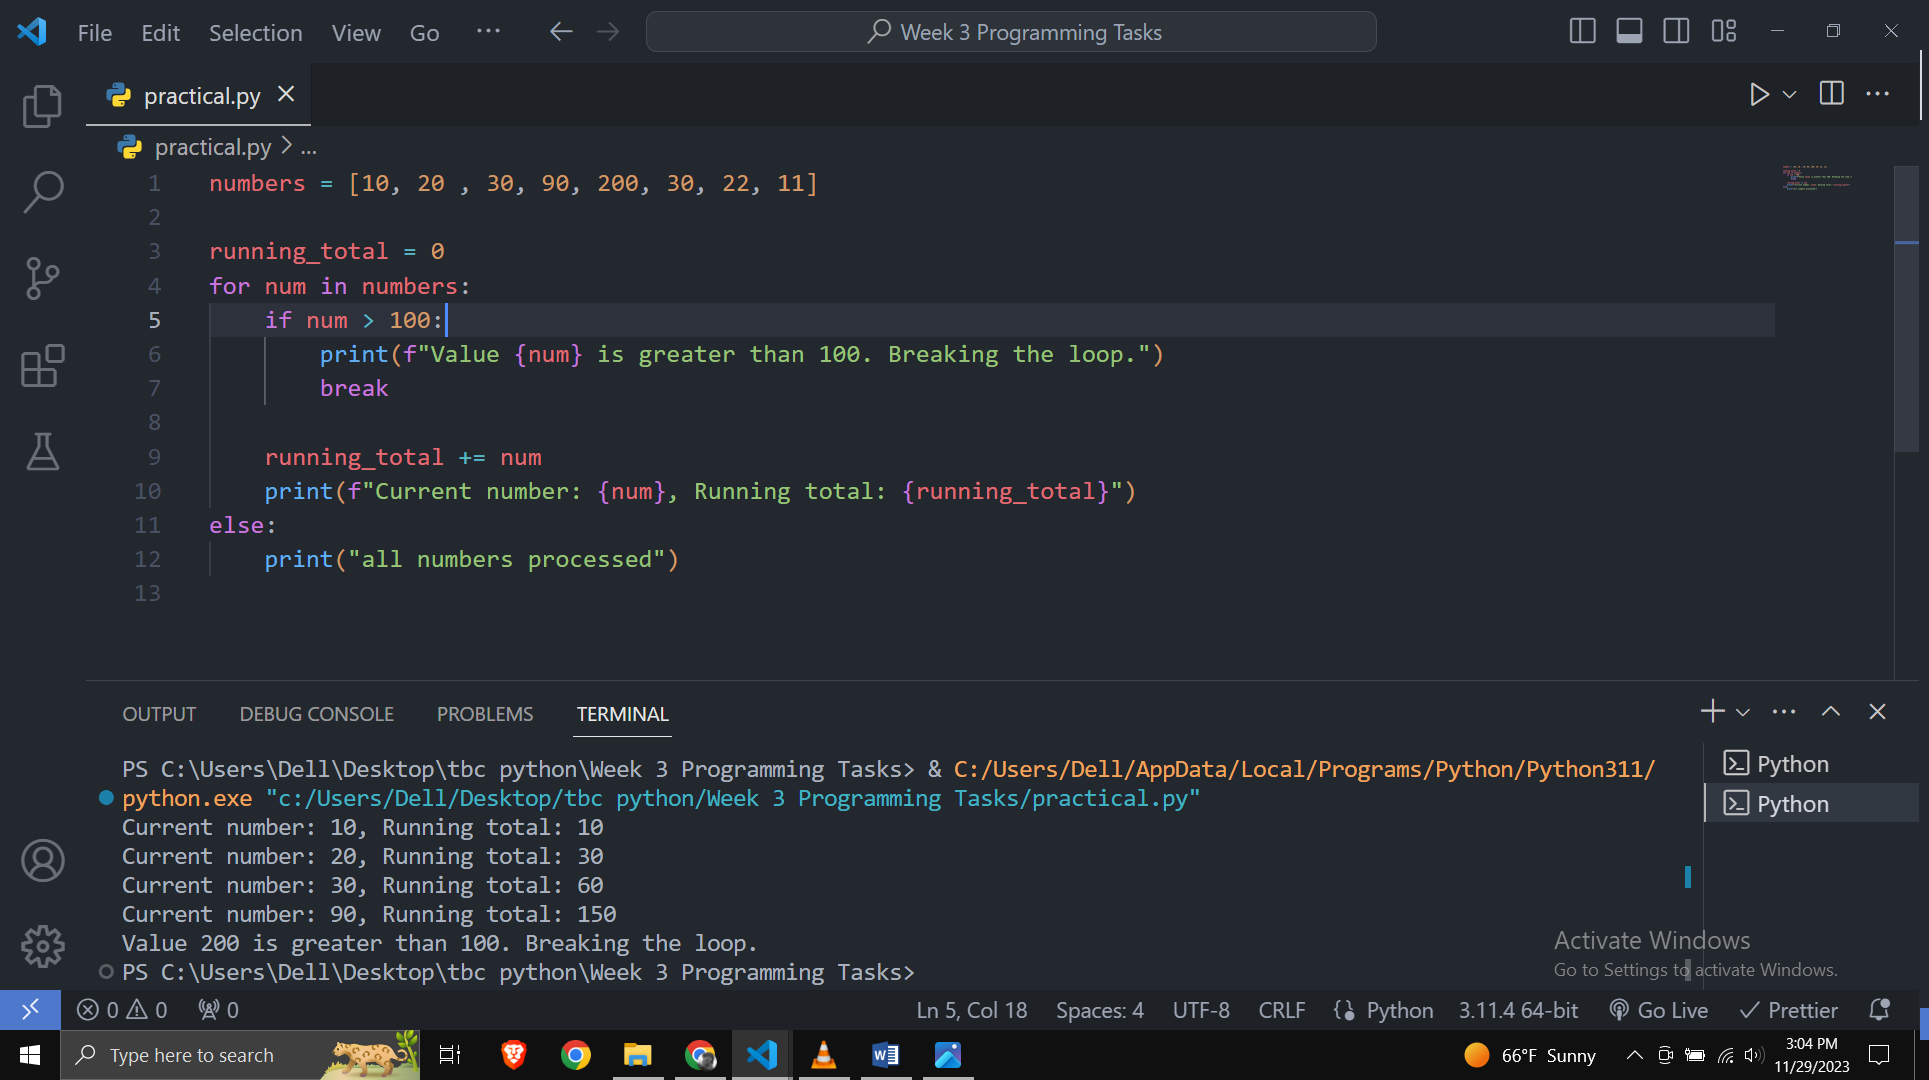 File Edit Selection View Go ··· Week 3 Programming Tasks
practical.py
practical.py > ...
1 numbers = [10, 20 , 30, 90, 200, 30, 22, 11]
2
3 running_total = 0
4 for num in numbers:
5     if num > 100:
6         print(f"Value {num} is greater than 100. Breaking the loop.")
7         break
8
9     running_total += num
10     print(f"Current number: {num}, Running total: {running_total}")
11 else:
12     print("all numbers processed")
13
OUTPUT DEBUG CONSOLE PROBLEMS TERMINAL
PS C:\Users\Dell\Desktop\tbc python\Week 3 Programming Tasks> & C:/Users/Dell/AppData/Local/Programs/Python/Python311/
python.exe "c:/Users/Dell/Desktop/tbc python/Week 3 Programming Tasks/practical.py"
Current number: 10, Running total: 10
Current number: 20, Running total: 30
Current number: 30, Running total: 60
Current number: 90, Running total: 150
Value 200 is greater than 100. Breaking the loop.
PS C:\Users\Dell\Desktop\tbc python\Week 3 Programming Tasks>
Python
Python
Activate Windows
Go to Settings to activate Windows.
0 0 0 Ln 5, Col 18 Spaces: 4 UTF-8 CRLF Python 3.11.4 64-bit Go Live Prettier
Type here to search 66°F Sunny 3:04 PM
11/29/2023